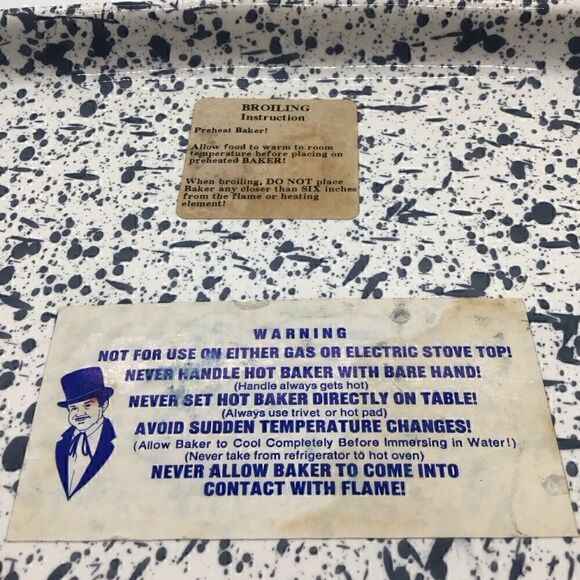 BROILING
Instruction
Preheat Baker!
Allow food to warm to room
temperature before placing on
preheated BAKER!
When broiling, DO NOT place
Baker any closer than SIX inches
from the flame or heating
element!
WARNING
NOT FOR USE ON EITHER GAS OR ELECTRIC STOVE TOP!
NEVER HANDLE HOT BAKER WITH BARE HAND!
(Handle always gets hot)
NEVER SET HOT BAKER DIRECTLY ON TABLE!
(Always use trivet or hot pad)
AVOID SUDDEN TEMPERATURE CHANGES!
(Allow Baker to Cool Completely Before Immersing in Water!)
(Never take from refrigerator to hot oven)
NEVER ALLOW BAKER TO COME INTO
CONTACT WITH FLAME!